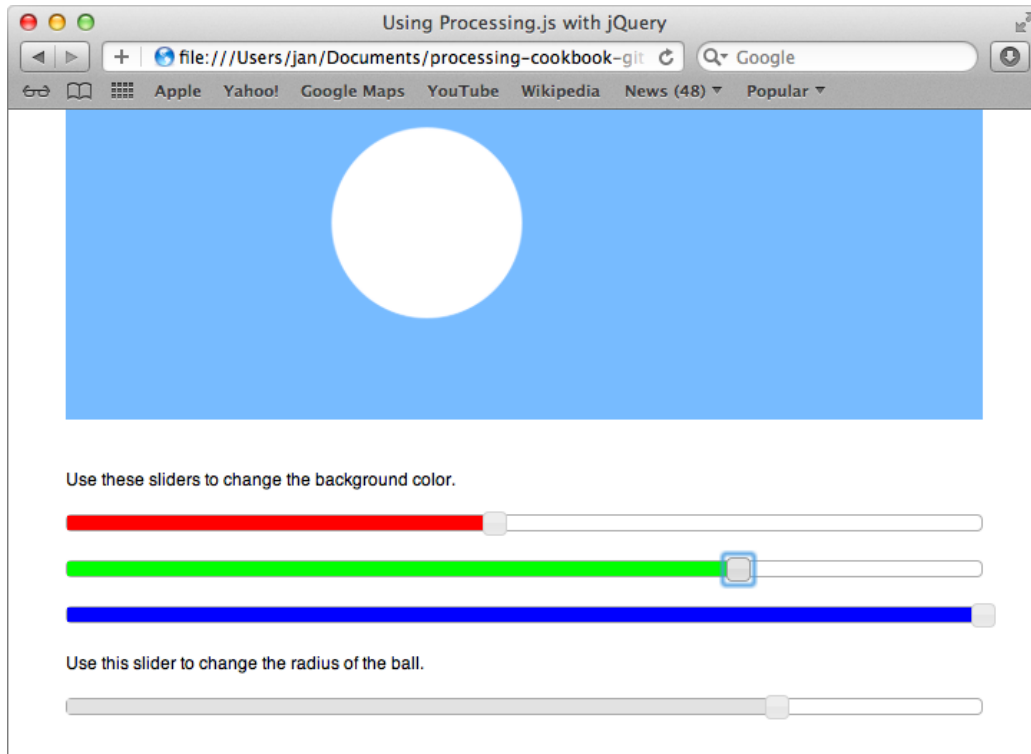 Using Processing.js with jQuery
file:///Users/jan/Documents/processing-cookbook-git
Google
Apple Yahoo! Google Maps YouTube Wikipedia News (48) Popular
Use these sliders to change the background color.
Use this slider to change the radius of the ball.